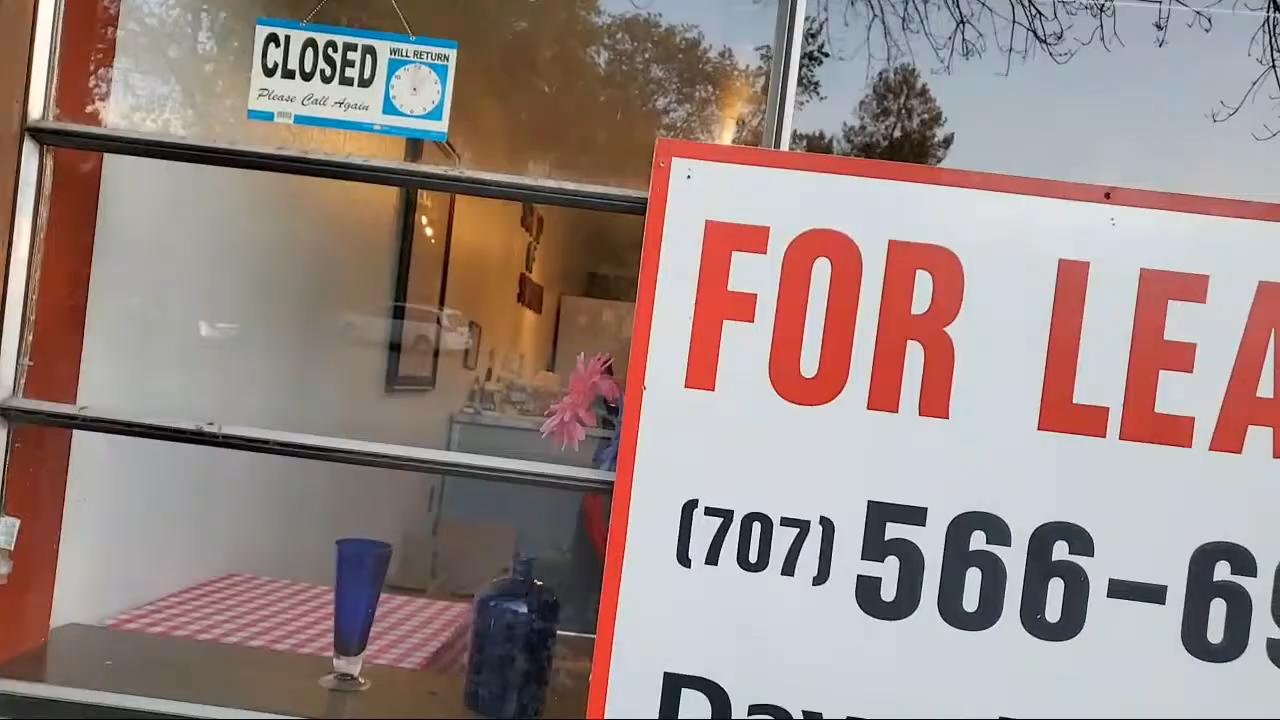 CLOSED
WILL RETURN
Please Call Again
FOR LEA
(707) 566-69